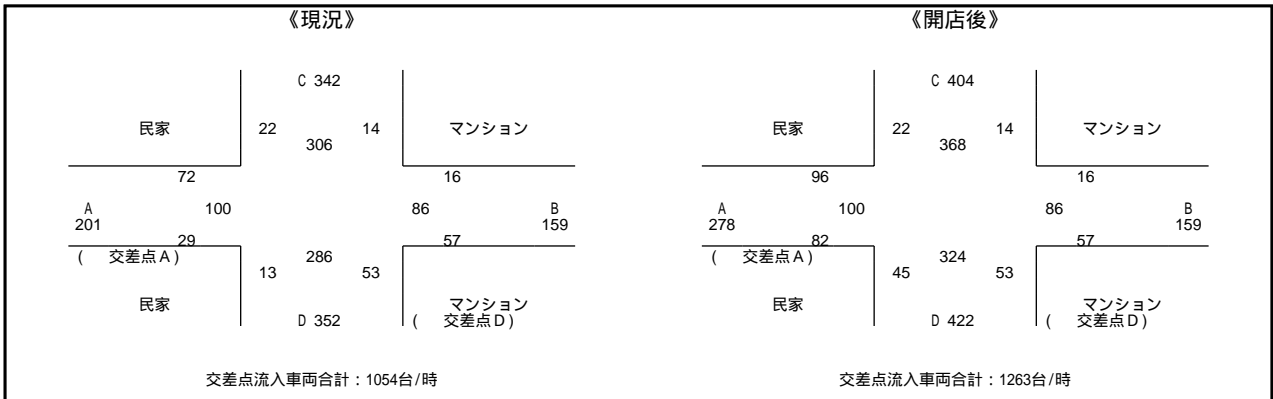 《現況》
C 342
民家
22
306
14
マンション
72
16
A
201
100
86
B
159
29
57
( 交差点A)
13
286
53
民家
マンション
D 352
( 交差点D)
交差点流入車両合計：1054台/時
《開店後》
C 404
民家
22
368
14
マンション
96
16
A
278
100
86
B
159
82
57
( 交差点A)
45
324
53
民家
マンション
D 422
( 交差点D)
交差点流入車両合計：1263台/時